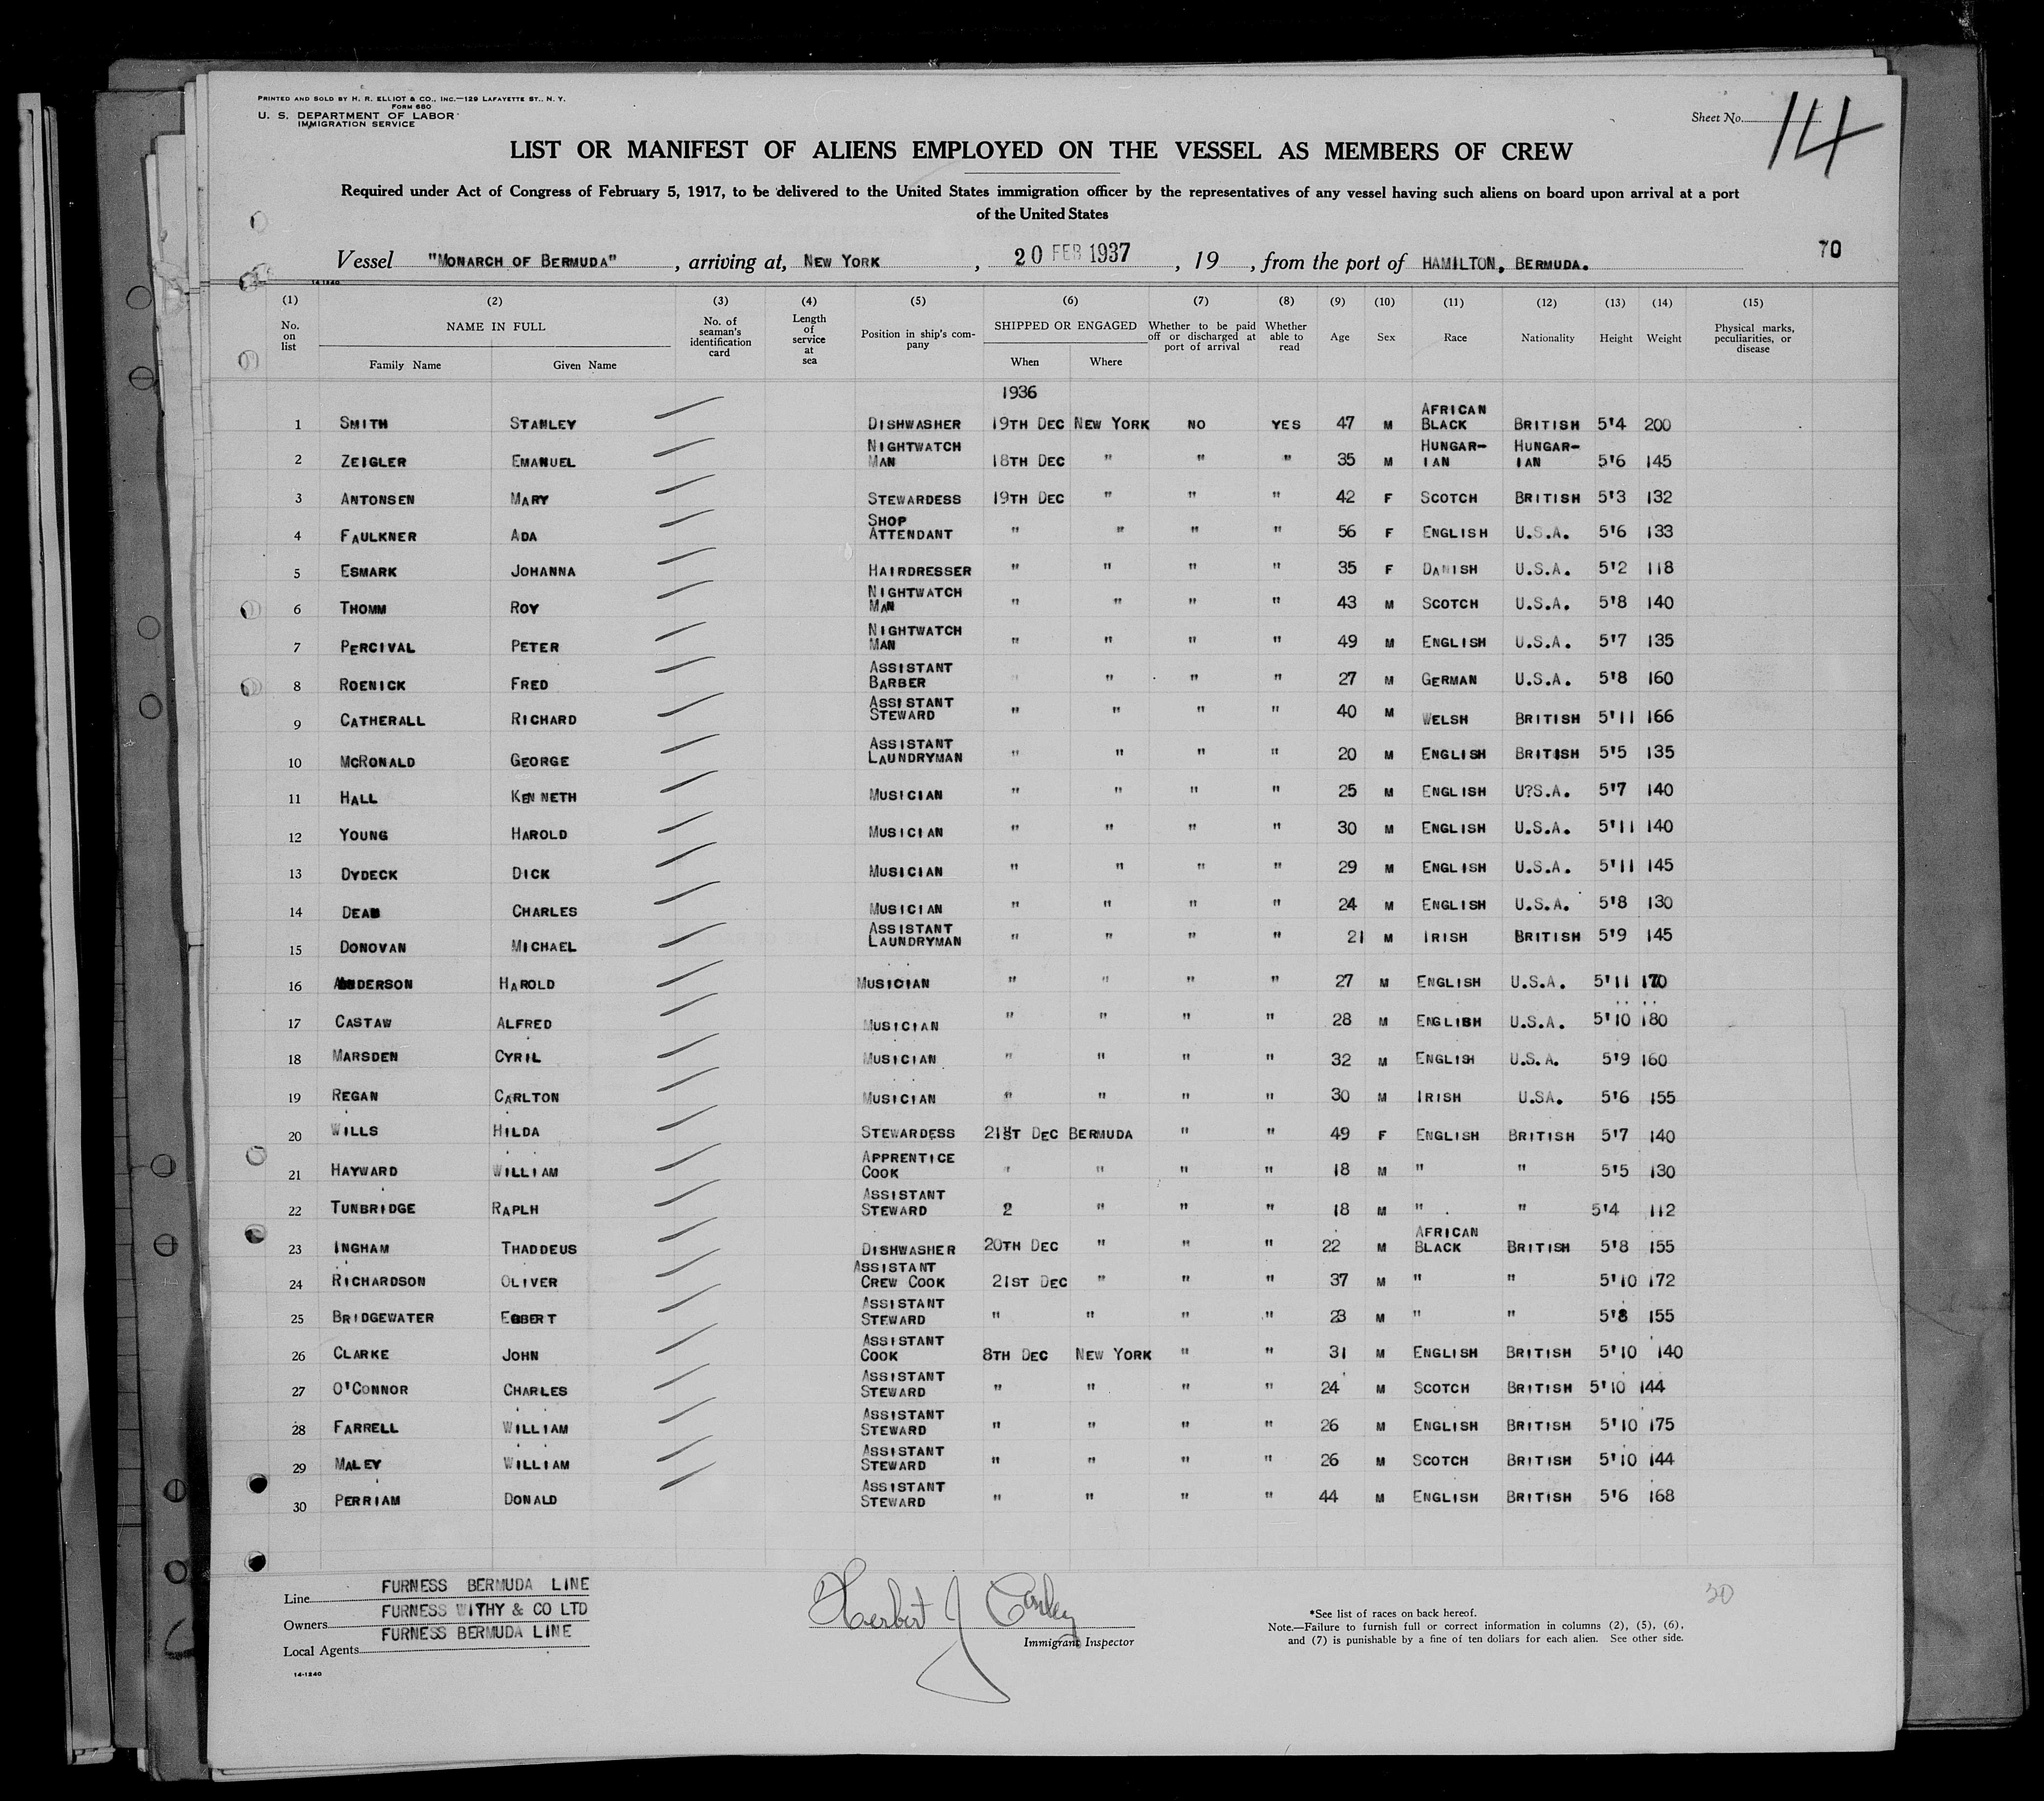 PRINTED AND SOLD BY H. R. ELLIOT & CO., INC.—129 LAFAYETTE ST., N. Y.
FORM 680
U. S. DEPARTMENT OF LABOR
IMMIGRATION SERVICE
Sheet No. 14
LIST OR MANIFEST OF ALIENS EMPLOYED ON THE VESSEL AS MEMBERS OF CREW
Required under Act of Congress of February 5, 1917, to be delivered to the United States immigration officer by the representatives of any vessel having such aliens on board upon arrival at a port
of the United States
70
Vessel "MONARCH OF BERMUDA", arriving at, NEW YORK, 20 FEB 1937, 19 , from the port of HAMILTON, BERMUDA.
14-1240
(1) (2) (3) (4) (5) (6) (7) (8) (9) (10) (11) (12) (13) (14) (15)
No. on list NAME IN FULL Family Name Given Name No. of seaman's identification card Length of service at sea Position in ship's company SHIPPED OR ENGAGED When Where Whether to be paid off or discharged at port of arrival Whether able to read Age Sex Race Nationality Height Weight Physical marks, peculiarities, or disease
1936
1 SMITH STANLEY DISHWASHER 19TH DEC NEW YORK NO YES 47 M AFRICAN BLACK BRITISH 5'4 200
2 ZEIGLER EMANUEL NIGHTWATCH MAN 18TH DEC " " " 35 M HUNGAR-IAN HUNGAR-IAN 5'6 145
3 ANTONSEN MARY STEWARDESS 19TH DEC " " " 42 F SCOTCH BRITISH 5'3 132
4 FAULKNER ADA SHOP ATTENDANT " " " " 56 F ENGLISH U.S.A. 5'6 133
5 ESMARK JOHANNA HAIRDRESSER " " " " 35 F DANISH U.S.A. 5'2 118
6 THOMM ROY NIGHTWATCH MAN " " " " 43 M SCOTCH U.S.A. 5'8 140
7 PERCIVAL PETER NIGHTWATCH MAN " " " " 49 M ENGLISH U.S.A. 5'7 135
8 ROENICK FRED ASSISTANT BARBER " " " " 27 M GERMAN U.S.A. 5'8 160
9 CATHERALL RICHARD ASSISTANT STEWARD " " " " 40 M WELSH BRITISH 5'11 166
10 MCRONALD GEORGE ASSISTANT LAUNDRYMAN " " " " 20 M ENGLISH BRITISH 5'5 135
11 HALL KENNETH MUSICIAN " " " " 25 M ENGLISH U?S.A. 5'7 140
12 YOUNG HAROLD MUSICIAN " " " " 30 M ENGLISH U.S.A. 5'11 140
13 DYDECK DICK MUSICIAN " " " " 29 M ENGLISH U.S.A. 5'11 145
14 DEAN CHARLES MUSICIAN " " " " 24 M ENGLISH U.S.A. 5'8 130
15 DONOVAN MICHAEL ASSISTANT LAUNDRYMAN " " " " 21 M IRISH BRITISH 5'9 145
16 ANDERSON HAROLD MUSICIAN " " " " 27 M ENGLISH U.S.A. 5'11 170
17 CASTAW ALFRED MUSICIAN " " " " 28 M ENGLISH U.S.A. 5'10 180
18 MARSDEN CYRIL MUSICIAN " " " " 32 M ENGLISH U.S.A. 5'9 160
19 REGAN CARLTON MUSICIAN " " " " 30 M IRISH U.SA. 5'6 155
20 WILLS HILDA STEWARDESS 21ST DEC BERMUDA " " 49 F ENGLISH BRITISH 5'7 140
21 HAYWARD WILLIAM APPRENTICE COOK " " " " 18 M " " 5'5 130
22 TUNBRIDGE RAPLH ASSISTANT STEWARD 2 " " " 18 M " " 5'4 112
23 INGHAM THADDEUS DISHWASHER 20TH DEC " " " 22 M AFRICAN BLACK BRITISH 5'8 155
24 RICHARDSON OLIVER ASSISTANT CREW COOK 21ST DEC " " " 37 M " " 5'10 172
25 BRIDGEWATER EGBERT ASSISTANT STEWARD " " " " 23 M " " 5'8 155
26 CLARKE JOHN ASSISTANT COOK 8TH DEC NEW YORK " " 31 M ENGLISH BRITISH 5'10 140
27 O'CONNOR CHARLES ASSISTANT STEWARD " " " " 24 M SCOTCH BRITISH 5'10 144
28 FARRELL WILLIAM ASSISTANT STEWARD " " " " 26 M ENGLISH BRITISH 5'10 175
29 MALEY WILLIAM ASSISTANT STEWARD " " " " 26 M SCOTCH BRITISH 5'10 144
30 PERRIAM DONALD ASSISTANT STEWARD " " " " 44 M ENGLISH BRITISH 5'6 168
Line FURNESS BERMUDA LINE
Owners FURNESS WITHY & CO LTD
Local Agents FURNESS BERMUDA LINE
14-1240
Herbert J Conley
Immigrant Inspector
30
*See list of races on back hereof.
Note.—Failure to furnish full or correct information in columns (2), (5), (6),
and (7) is punishable by a fine of ten dollars for each alien. See other side.